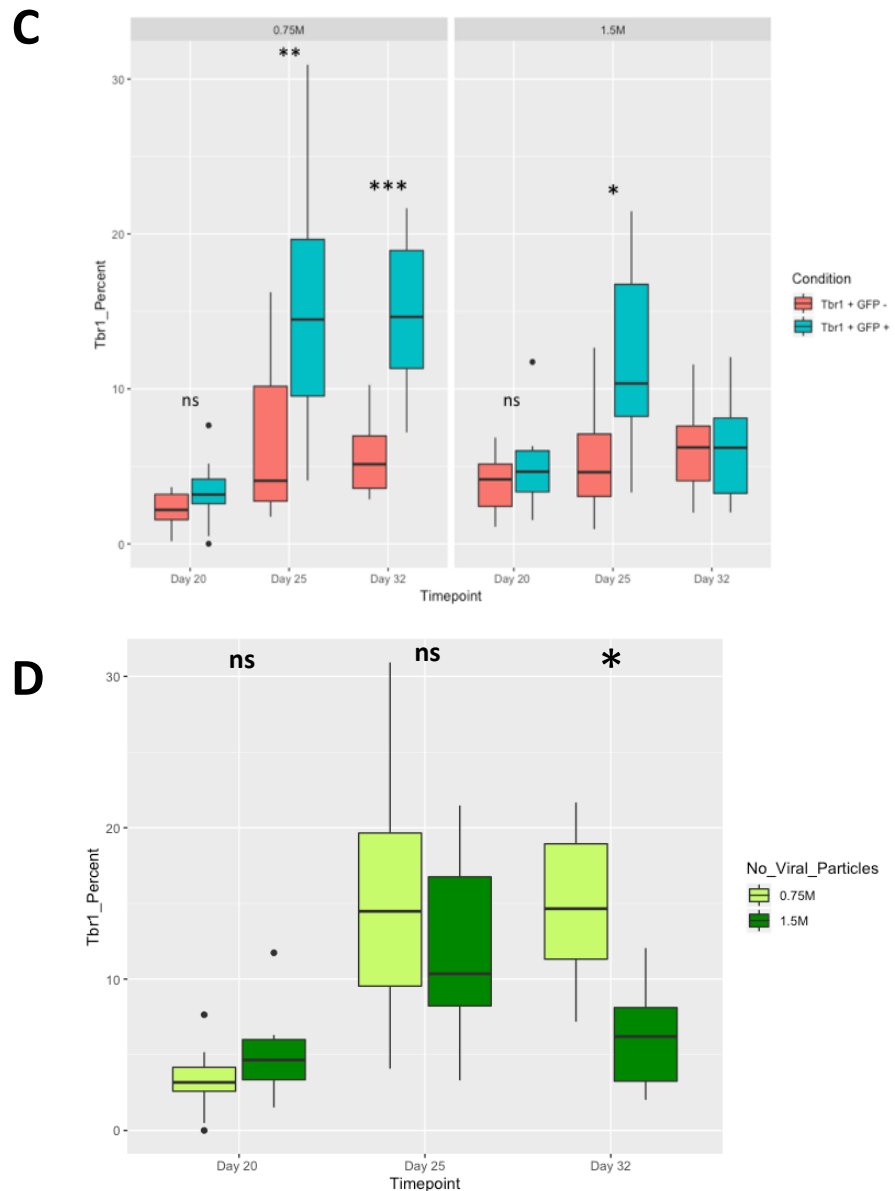 C
0.75M
1.5M
**
***
*
ns
ns
30
20
10
0
Tbr1_Percent
Day 20
Day 25
Day 32
Day 20
Day 25
Day 32
Timepoint
Condition
Tbr1 + GFP -
Tbr1 + GFP +
D
ns
ns
*
30
20
10
0
Tbr1_Percent
Day 20
Day 25
Day 32
Timepoint
No_Viral_Particles
0.75M
1.5M